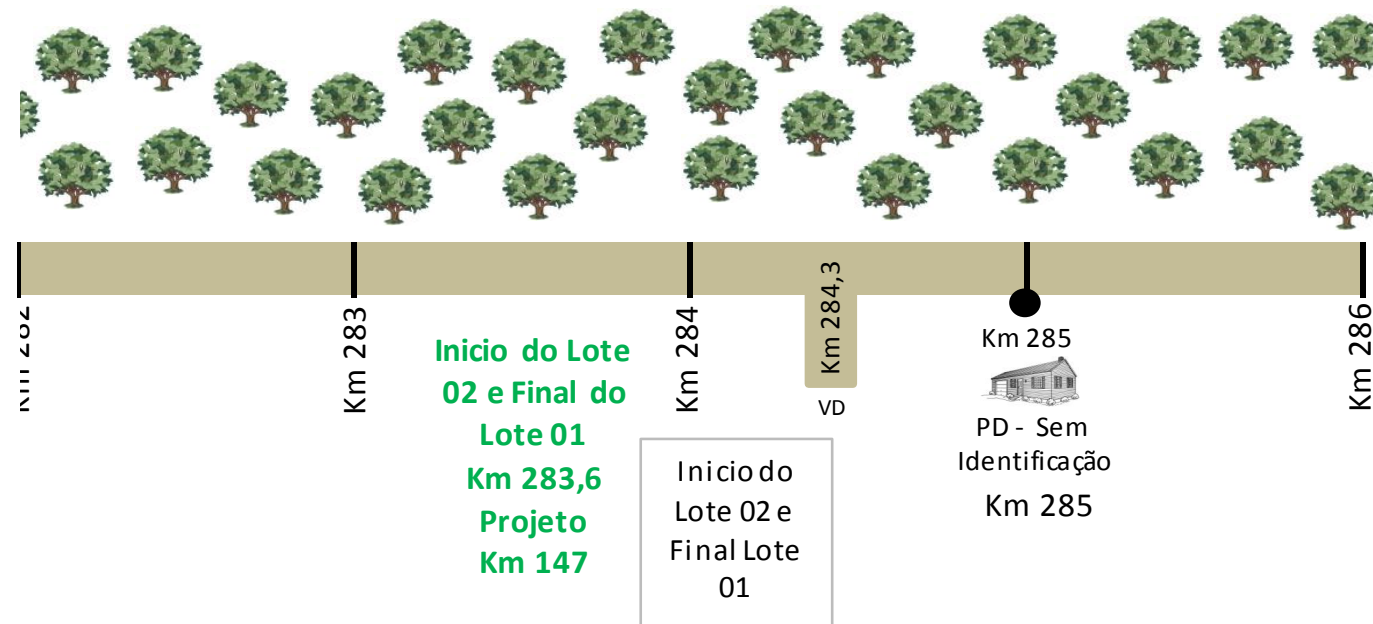 Km 282
Km 283
Inicio do Lote
02 e Final do
Lote 01
Km 283,6
Projeto
Km 147
Km 284
Inicio do
Lote 02 e
Final Lote
01
Km 284,3
VD
Km 285
PD - Sem
Identificação
Km 285
Km 286